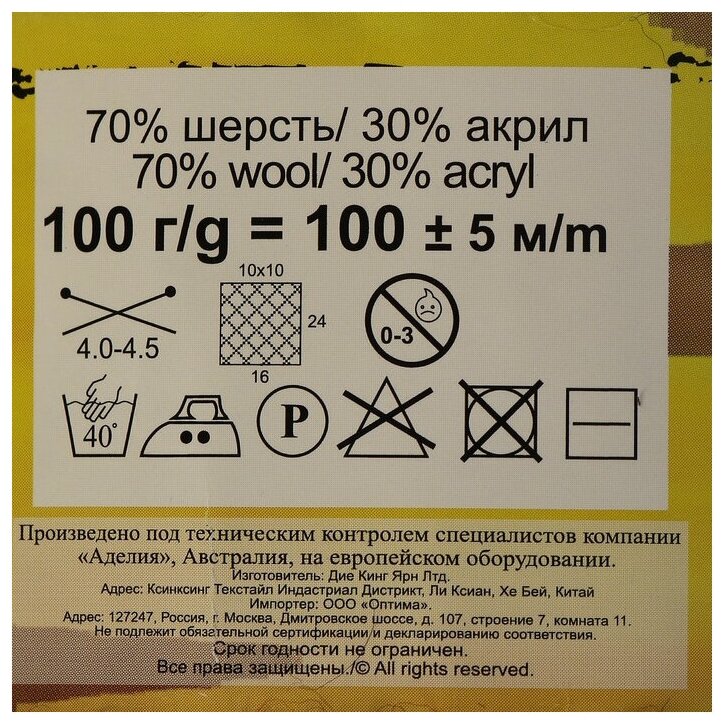 70% шерсть/ 30% акрил
70% wool/ 30% acryl
100 г/g = 100 ± 5 м/m
10x10
24
0-3
4.0-4.5
16
40°
P
Произведено под техническим контролем специалистов компании
«Аделия», Австралия, на европейском оборудовании.
Изготовитель: Дие Кинг Ярн Лтд.
Адрес: Ксинксинг Текстайл Индастриал Дистрикт, Ли Ксиан, Хе Бей, Китай
Импортер: ООО «Оптима».
Адрес: 127247, Россия, г. Москва, Дмитровское шоссе, д. 107, строение 7, комната 11.
Не подлежит обязательной сертификации и декларированию соответствия.
Срок годности не ограничен.
Все права защищены./© All rights reserved.